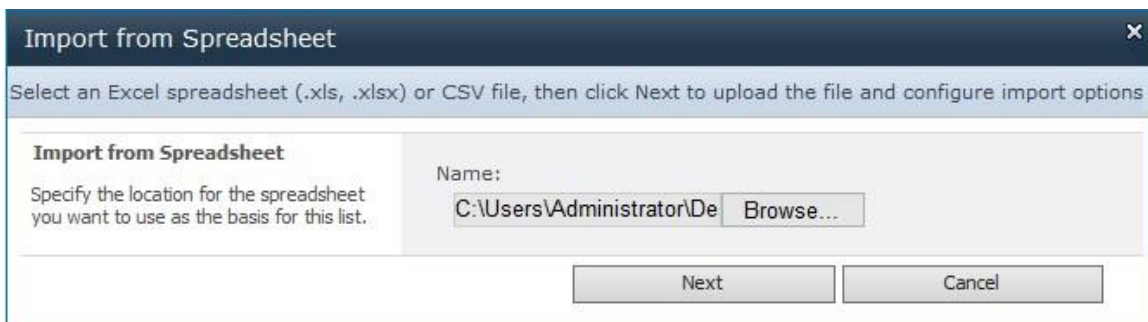 Import from Spreadsheet
Select an Excel spreadsheet (.xls, .xlsx) or CSV file, then click Next to upload the file and configure import options
Import from Spreadsheet
Specify the location for the spreadsheet
you want to use as the basis for this list.
Name:
C:\Users\Administrator\De Browse...
Next Cancel